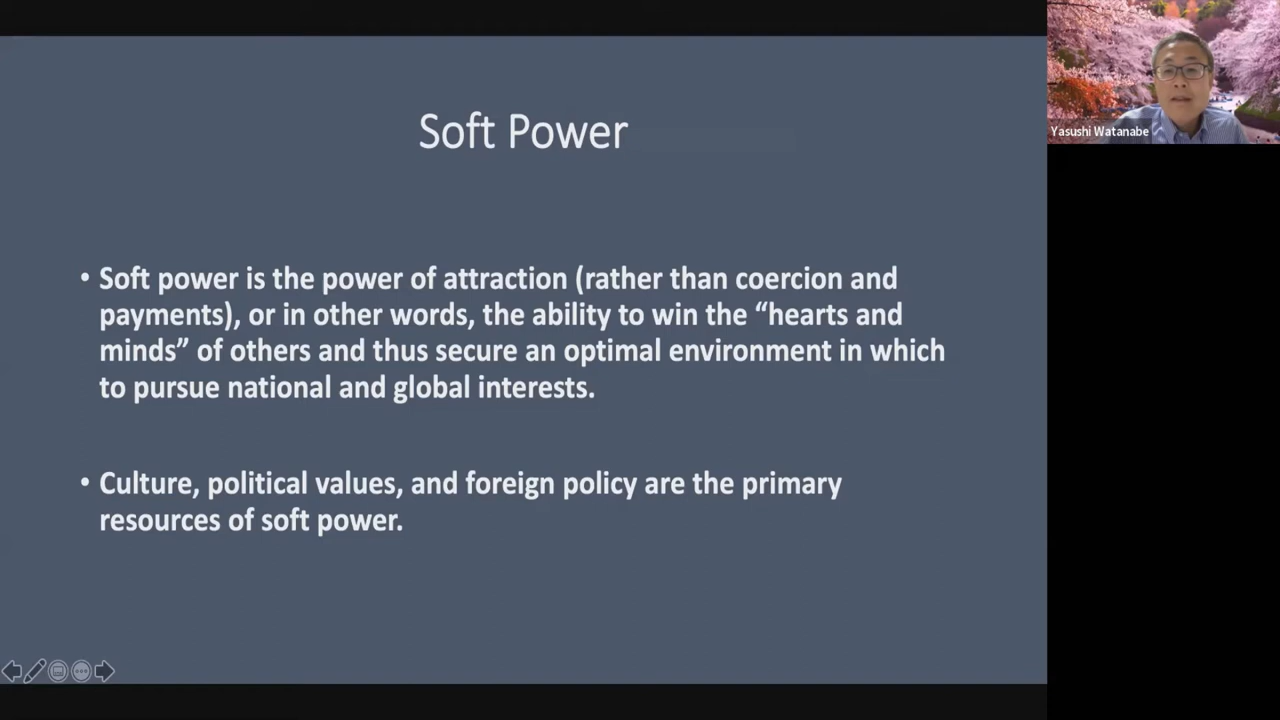 Soft Power
• Soft power is the power of attraction (rather than coercion and
payments), or in other words, the ability to win the “hearts and
minds” of others and thus secure an optimal environment in which
to pursue national and global interests.
• Culture, political values, and foreign policy are the primary
resources of soft power.
Yasushi Watanabe